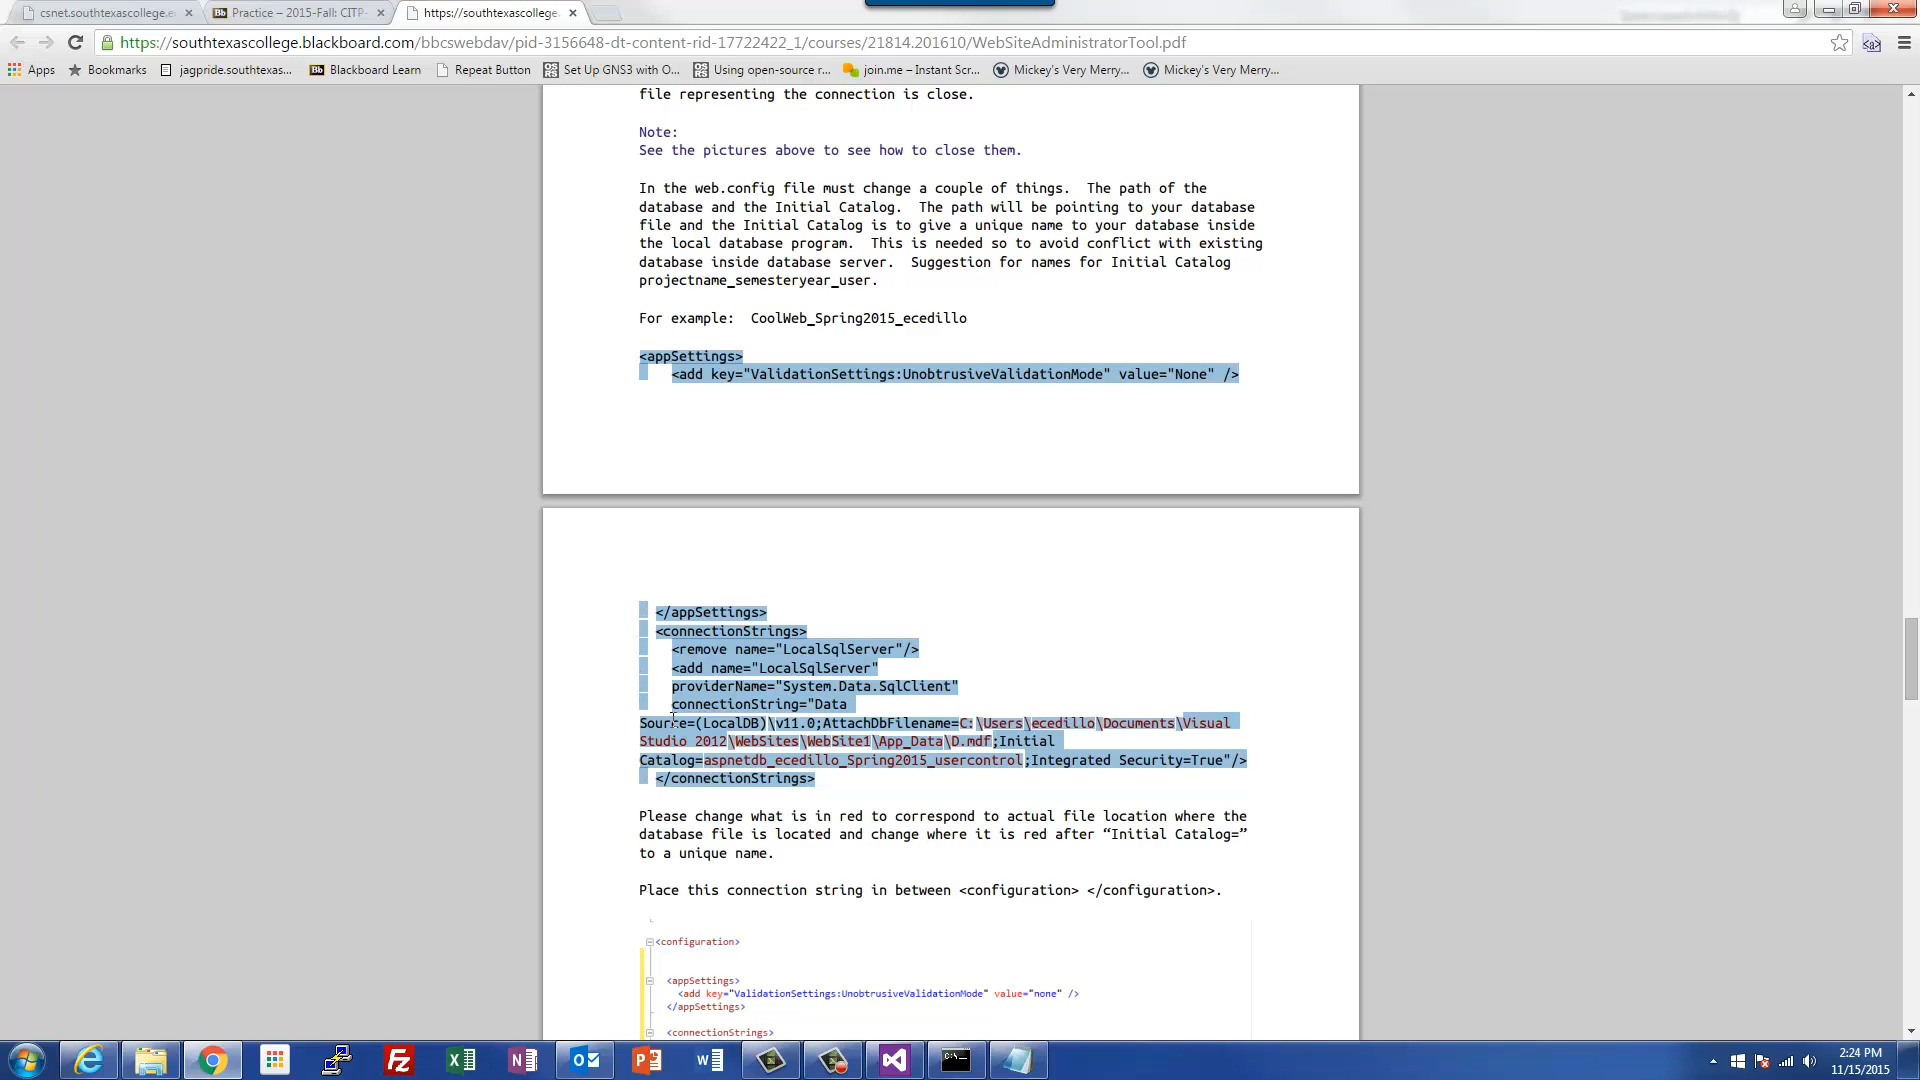 csnet.southtexascollege.e
Practice – 2015-Fall: CITP-
https://southtexascollege.
https://southtexascollege.blackboard.com/bbcswebdav/pid-3156648-dt-content-rid-17722422_1/courses/21814.201610/WebSiteAdministratorTool.pdf
Apps Bookmarks jagpride.southtexas... Blackboard Learn Repeat Button Set Up GNS3 with O... Using open-source r... join.me – Instant Scr... Mickey's Very Merry... Mickey's Very Merry...
file representing the connection is close.
Note:
See the pictures above to see how to close them.
In the web.config file must change a couple of things. The path of the
database and the Initial Catalog. The path will be pointing to your database
file and the Initial Catalog is to give a unique name to your database inside
the local database program. This is needed so to avoid conflict with existing
database inside database server. Suggestion for names for Initial Catalog
projectname_semesteryear_user.
For example: CoolWeb_Spring2015_ecedillo
<appSettings>
<add key="ValidationSettings:UnobtrusiveValidationMode" value="None" />
</appSettings>
<connectionStrings>
<remove name="LocalSqlServer"/>
<add name="LocalSqlServer"
providerName="System.Data.SqlClient"
connectionString="Data
Source=(LocalDB)\v11.0;AttachDbFilename=C:\Users\ecedillo\Documents\Visual
Studio 2012\WebSites\WebSite1\App_Data\D.mdf;Initial
Catalog=aspnetdb_ecedillo_Spring2015_usercontrol;Integrated Security=True"/>
</connectionStrings>
Please change what is in red to correspond to actual file location where the
database file is located and change where it is red after “Initial Catalog=”
to a unique name.
Place this connection string in between <configuration> </configuration>.
<configuration>
<appSettings>
<add key="ValidationSettings:UnobtrusiveValidationMode" value="none" />
</appSettings>
<connectionStrings>
2:24 PM
11/15/2015